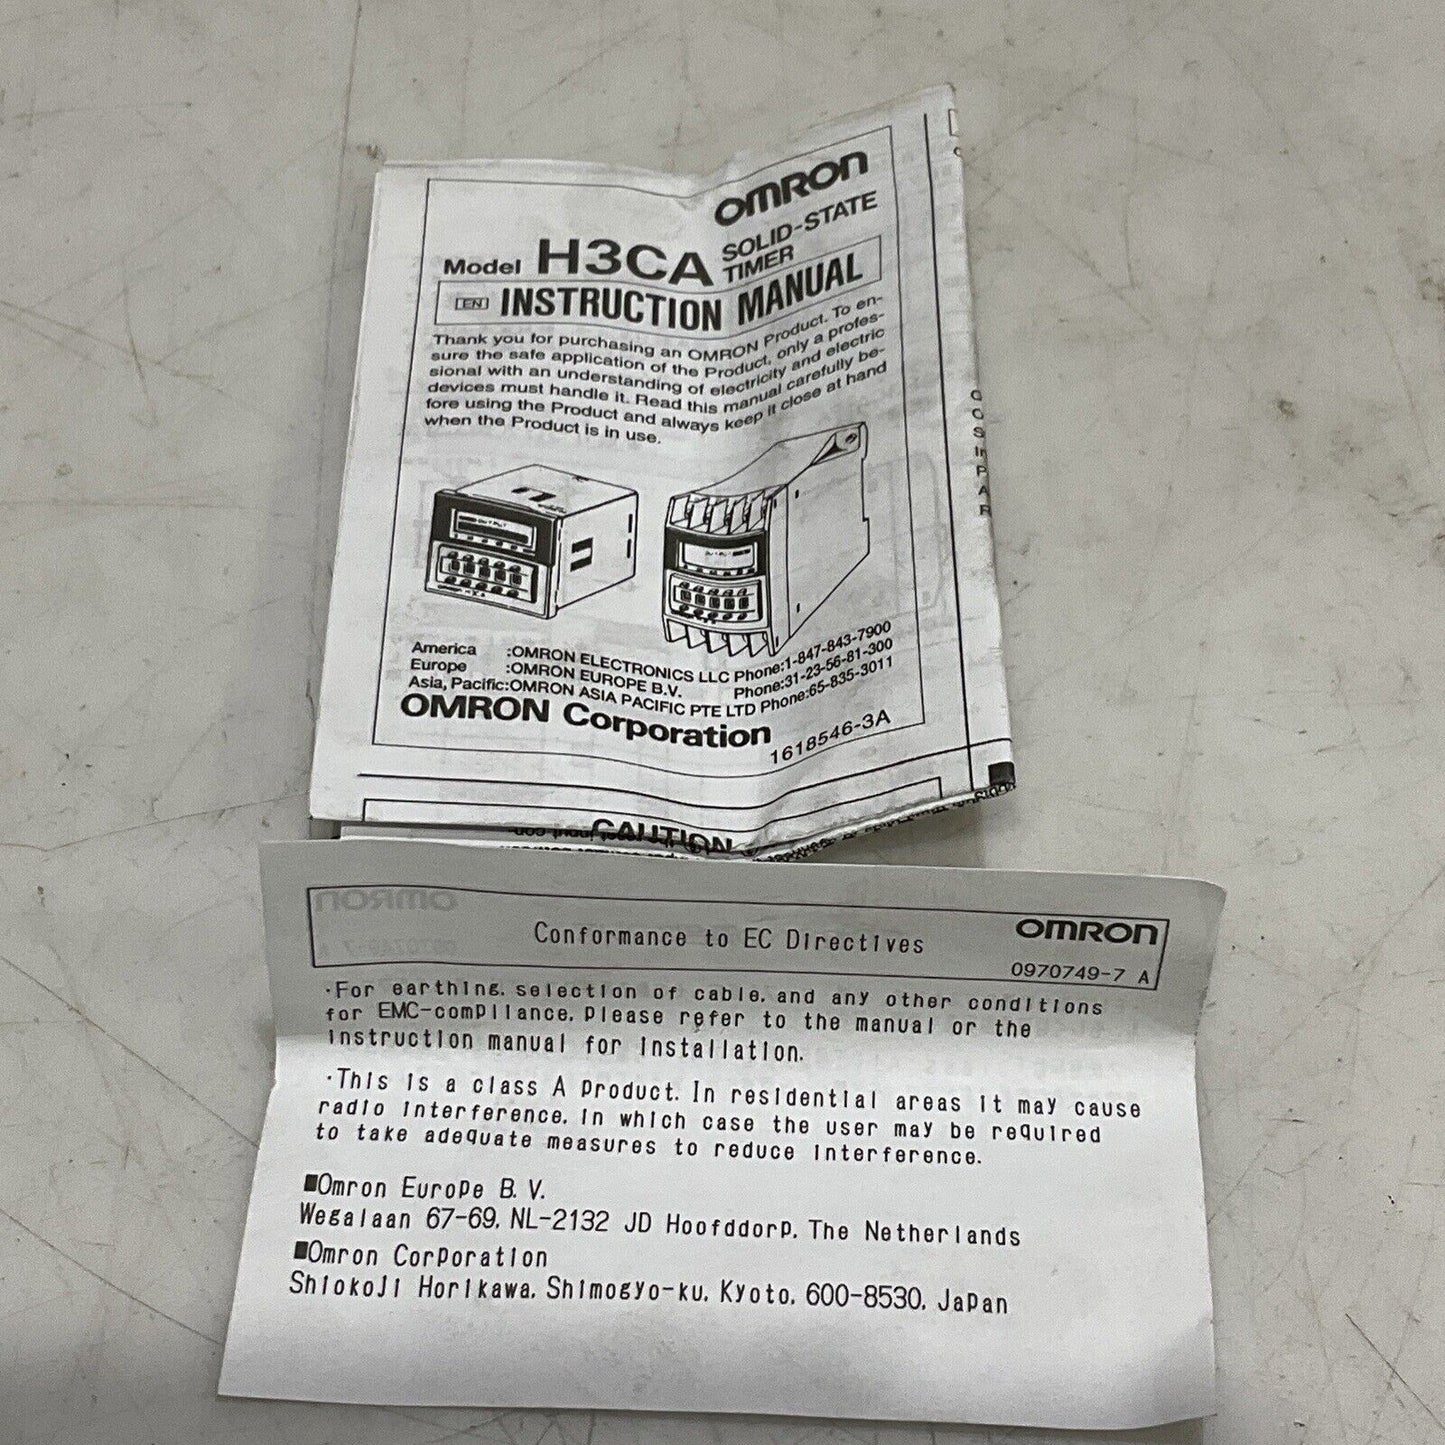 OMRON
Model H3CA SOLID-STATE
TIMER
EN INSTRUCTION MANUAL
Thank you for purchasing an OMRON Product. To en-
sure the safe application of the Product, only a profes-
sional with an understanding of electricity and electric
devices must handle it. Read this manual carefully be-
fore using the Product and always keep it close at hand
when the Product is in use.
America :OMRON ELECTRONICS LLC Phone:1-847-843-7900
Europe :OMRON EUROPE B.V. Phone:31-23-56-81-300
Asia, Pacific:OMRON ASIA PACIFIC PTE LTD Phone:65-835-3011
OMRON Corporation
1618546-3A
CAUTION
Conformance to EC Directives
OMRON
0970749-7 A
·For earthing, selection of cable, and any other conditions
for EMC-compliance, please refer to the manual or the
instruction manual for installation.
·This is a class A product. In residential areas it may cause
radio interference, in which case the user may be required
to take adequate measures to reduce interference.
■Omron Europe B.V.
Wegalaan 67-69, NL-2132 JD Hoofddorp, The Netherlands
■Omron Corporation
Shiokoji Horikawa, Shimogyo-ku, Kyoto, 600-8530, Japan